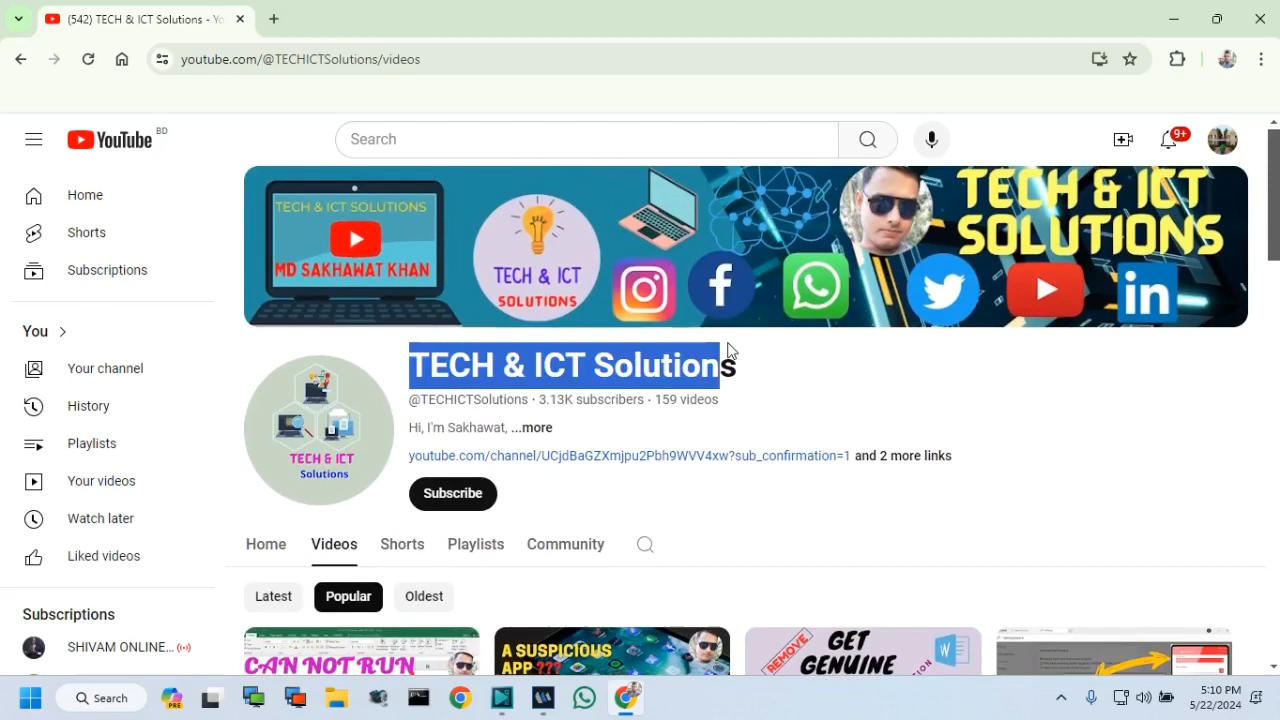 (542) TECH & ICT Solutions - Yo
youtube.com/@TECHICTSolutions/videos
YouTube BD
Search
9+
Home
Shorts
Subscriptions
You
Your channel
History
Playlists
Your videos
Watch later
Liked videos
Subscriptions
SHiVAM ONLINE...
TECH & ICT SOLUTIONS
MD SAKHAWAT KHAN
TECH & ICT
SOLUTIONS
TECH & ICT
SOLUTIONS
TECH & ICT
Solutions
TECH & ICT Solutions
@TECHICTSolutions · 3.13K subscribers · 159 videos
Hi, I'm Sakhawat, ...more
youtube.com/channel/UCjdBaGZXmjpu2Pbh9WVV4xw?sub_confirmation=1 and 2 more links
Subscribe
Home Videos Shorts Playlists Community
Latest Popular Oldest
CAN NOT RUN
A SUSPICIOUS
APP ???
GET
GENUINE
Search
PRE
5:10 PM
5/22/2024